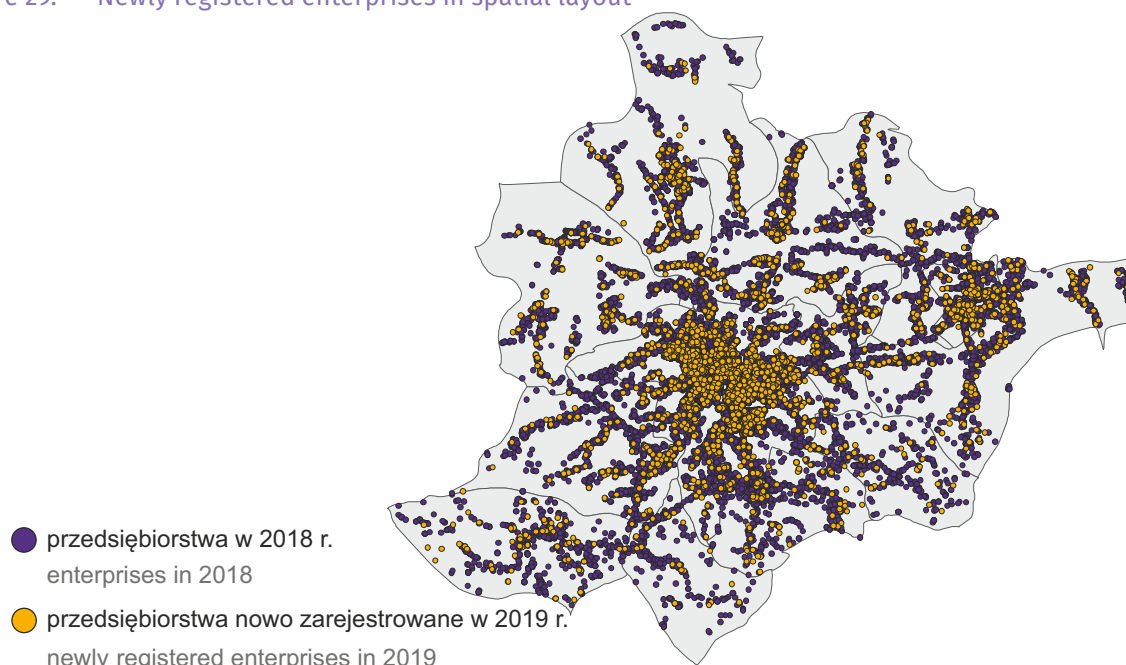 e 29. Newly registered enterprises in spatial layout
przedsiębiorstwa w 2018 r.
enterprises in 2018
przedsiębiorstwa nowo zarejestrowane w 2019 r.
newly registered enterprises in 2019